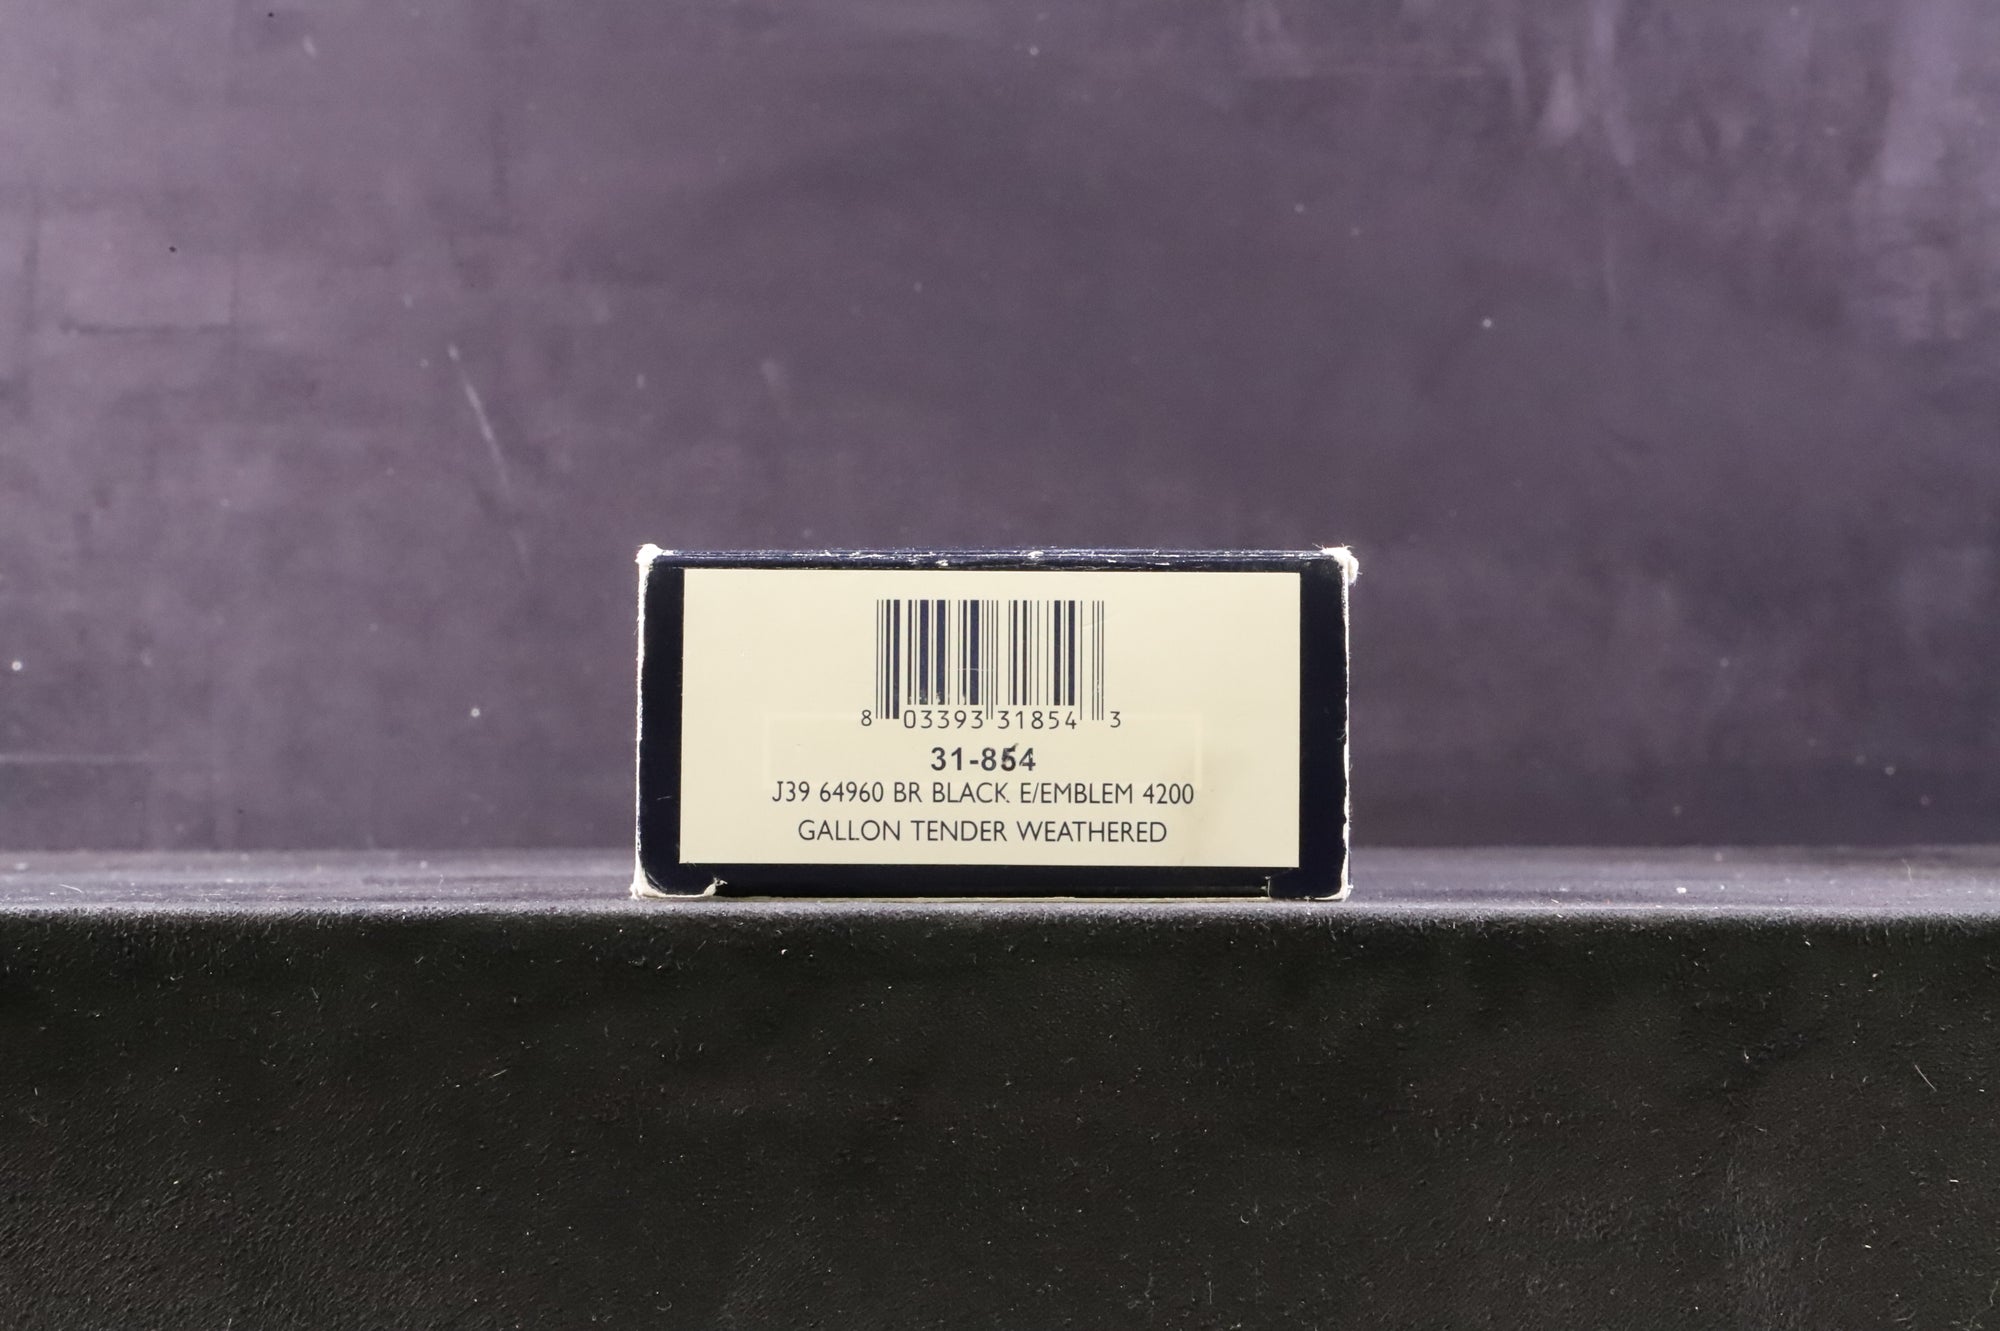 8 03393 31854 3
31-854
J39 64960 BR BLACK E/EMBLEM 4200
GALLON TENDER WEATHERED